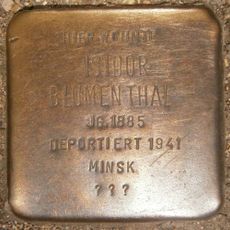 HIER WOHNTE
ISIDOR
BLUMENTHAL
JG. 1885
DEPORTIERT 1941
MINSK
? ? ?